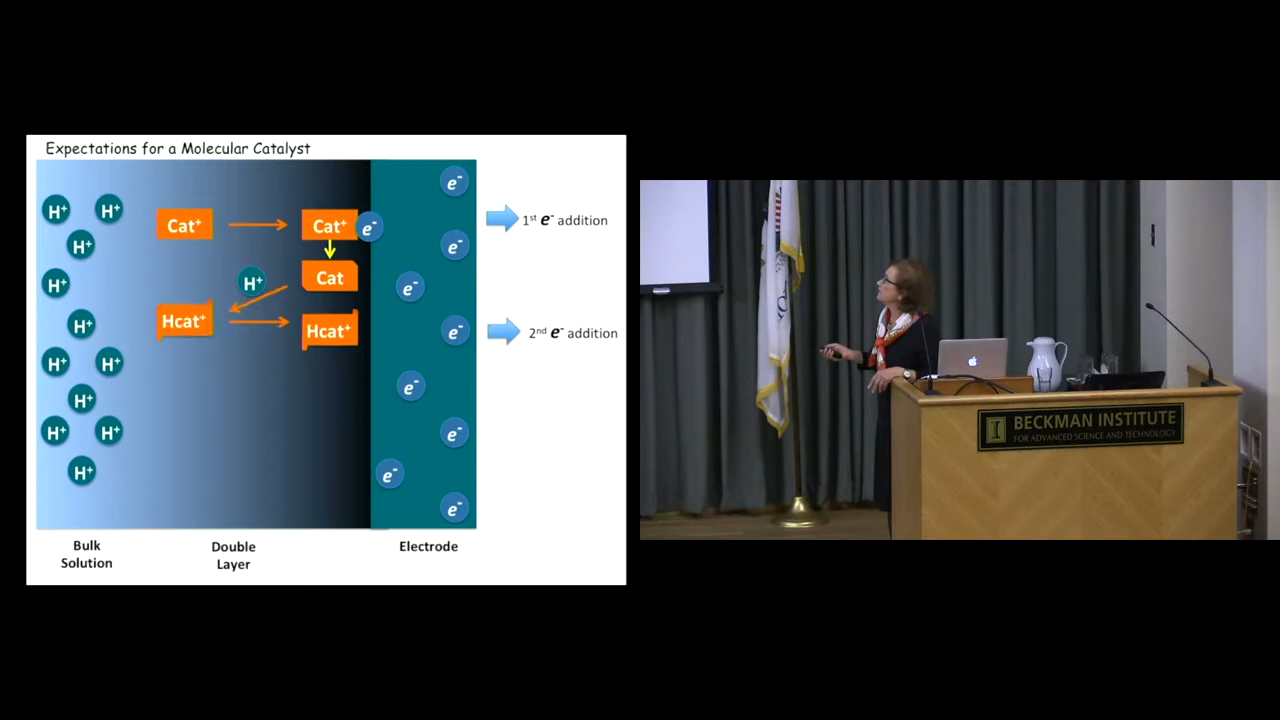 Expectations for a Molecular Catalyst
H⁺ H⁺ Cat⁺ Cat⁺ e⁻ e⁻ 1st e⁻ addition
H⁺ e⁻
H⁺ H⁺ Cat e⁻
H⁺ Hcat⁺ Hcat⁺ e⁻ 2nd e⁻ addition
H⁺ H⁺
H⁺ e⁻
H⁺ H⁺ e⁻
H⁺ e⁻
e⁻
Bulk
Solution
Double
Layer
Electrode
I BECKMAN INSTITUTE
FOR ADVANCED SCIENCE AND TECHNOLOGY